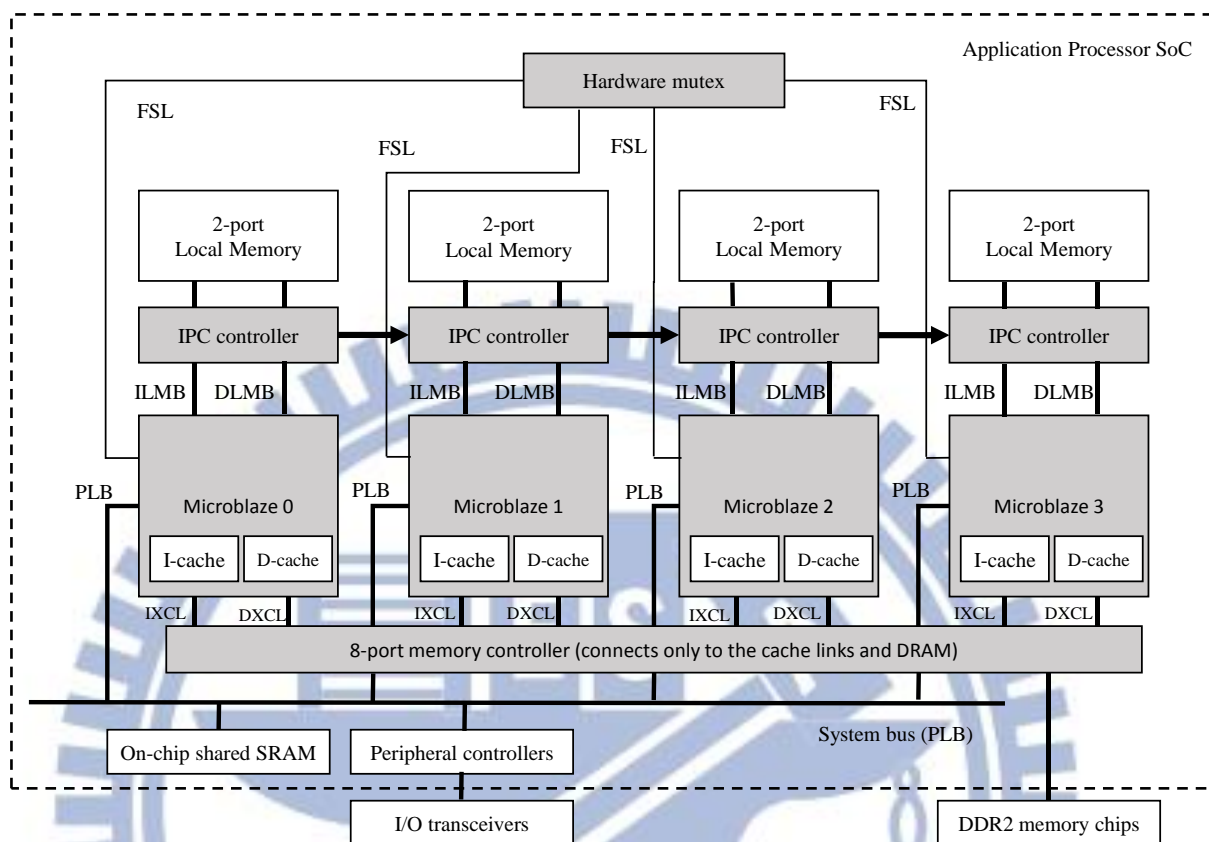 Application Processor SoC
Hardware mutex
FSL
FSL
FSL
FSL
2-port
Local Memory
2-port
Local Memory
2-port
Local Memory
2-port
Local Memory
IPC controller
IPC controller
IPC controller
IPC controller
ILMB
DLMB
ILMB
DLMB
ILMB
DLMB
ILMB
DLMB
PLB
PLB
PLB
PLB
Microblaze 0
Microblaze 1
Microblaze 2
Microblaze 3
I-cache
D-cache
I-cache
D-cache
I-cache
D-cache
I-cache
D-cache
IXCL
DXCL
IXCL
DXCL
IXCL
DXCL
IXCL
DXCL
8-port memory controller (connects only to the cache links and DRAM)
System bus (PLB)
On-chip shared SRAM
Peripheral controllers
I/O transceivers
DDR2 memory chips